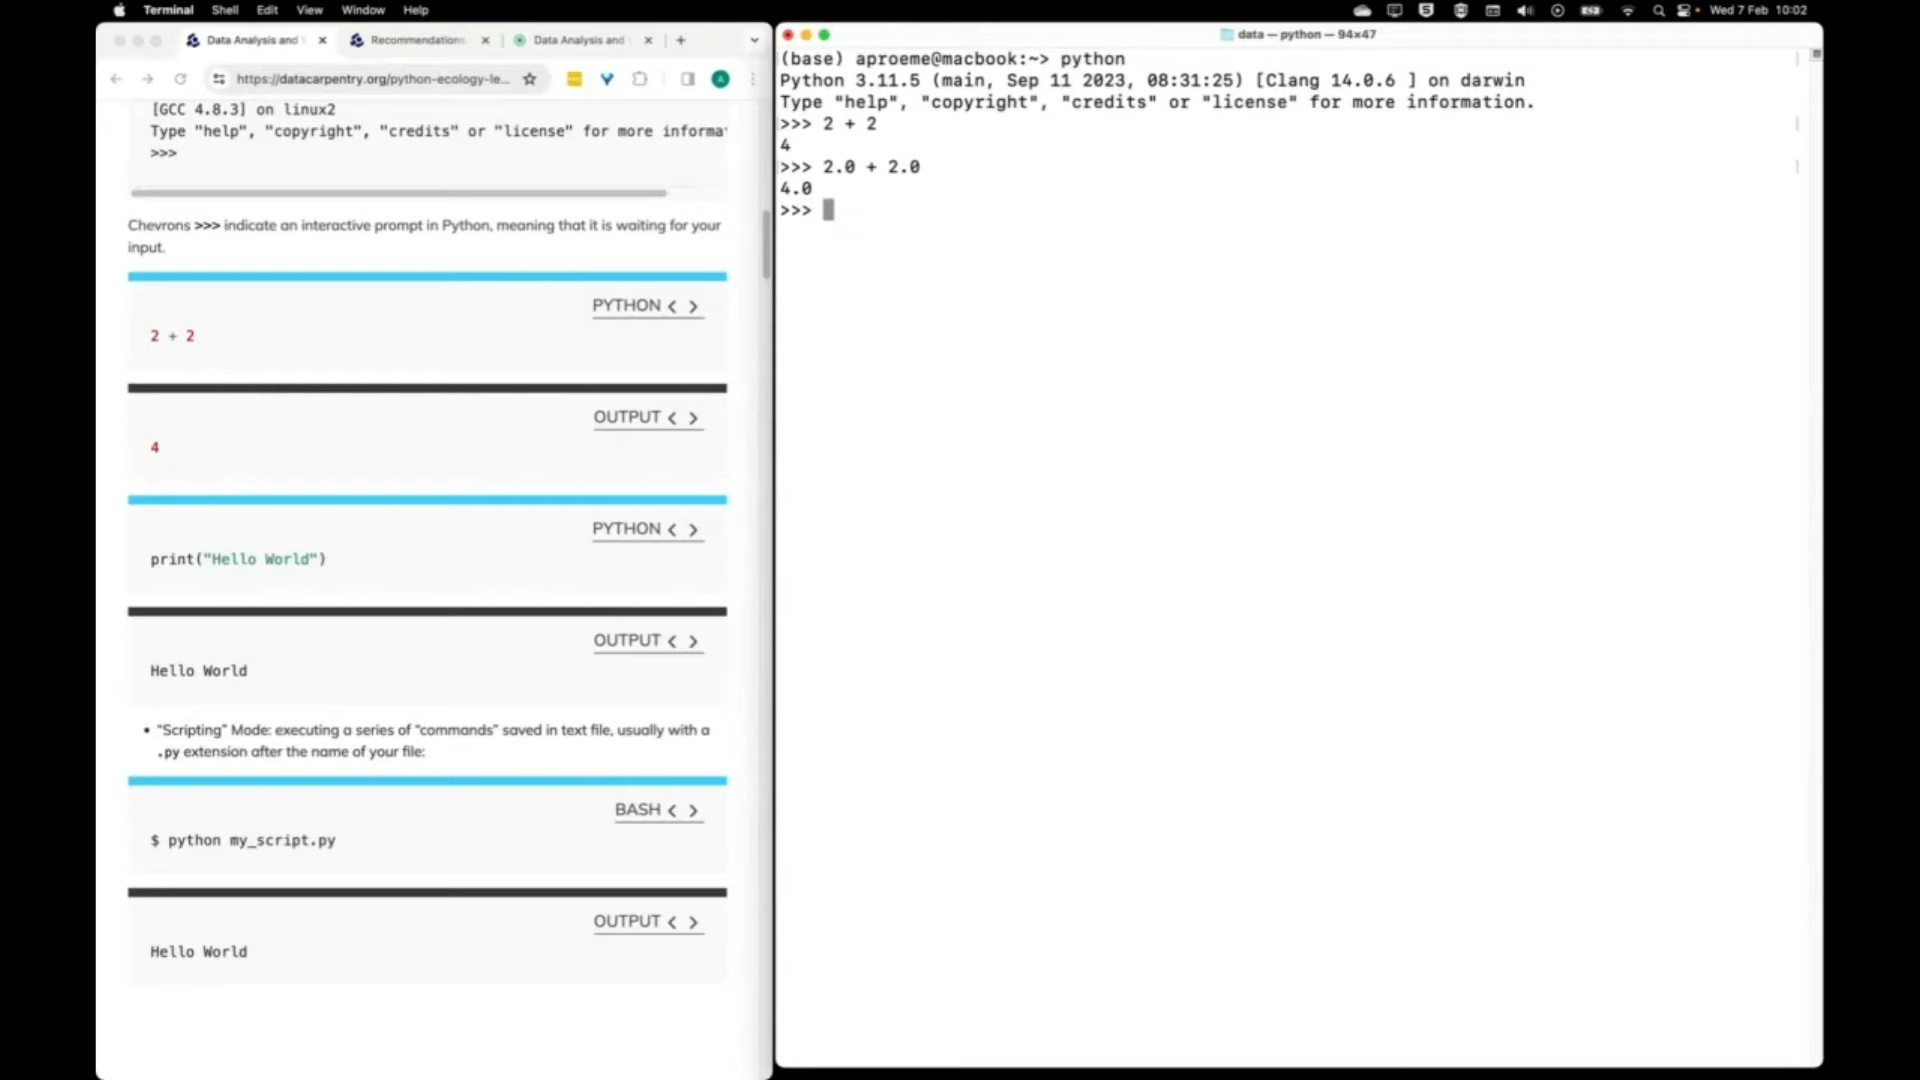 Terminal Shell Edit View Window Help
Wed 7 Feb 10:02
Data Analysis and
Recommendations
Data Analysis and
https://datacarpentry.org/python-ecology-le...
A
[GCC 4.8.3] on linux2
Type "help", "copyright", "credits" or "license" for more informa
>>>
Chevrons >>> indicate an interactive prompt in Python, meaning that it is waiting for your
input.
PYTHON < >
2 + 2
OUTPUT < >
4
PYTHON < >
print("Hello World")
OUTPUT < >
Hello World
• “Scripting” Mode: executing a series of “commands” saved in text file, usually with a
.py extension after the name of your file:
BASH < >
$ python my_script.py
OUTPUT < >
Hello World
data — python — 94×47
(base) aproeme@macbook:~> python
Python 3.11.5 (main, Sep 11 2023, 08:31:25) [Clang 14.0.6 ] on darwin
Type "help", "copyright", "credits" or "license" for more information.
>>> 2 + 2
4
>>> 2.0 + 2.0
4.0
>>>